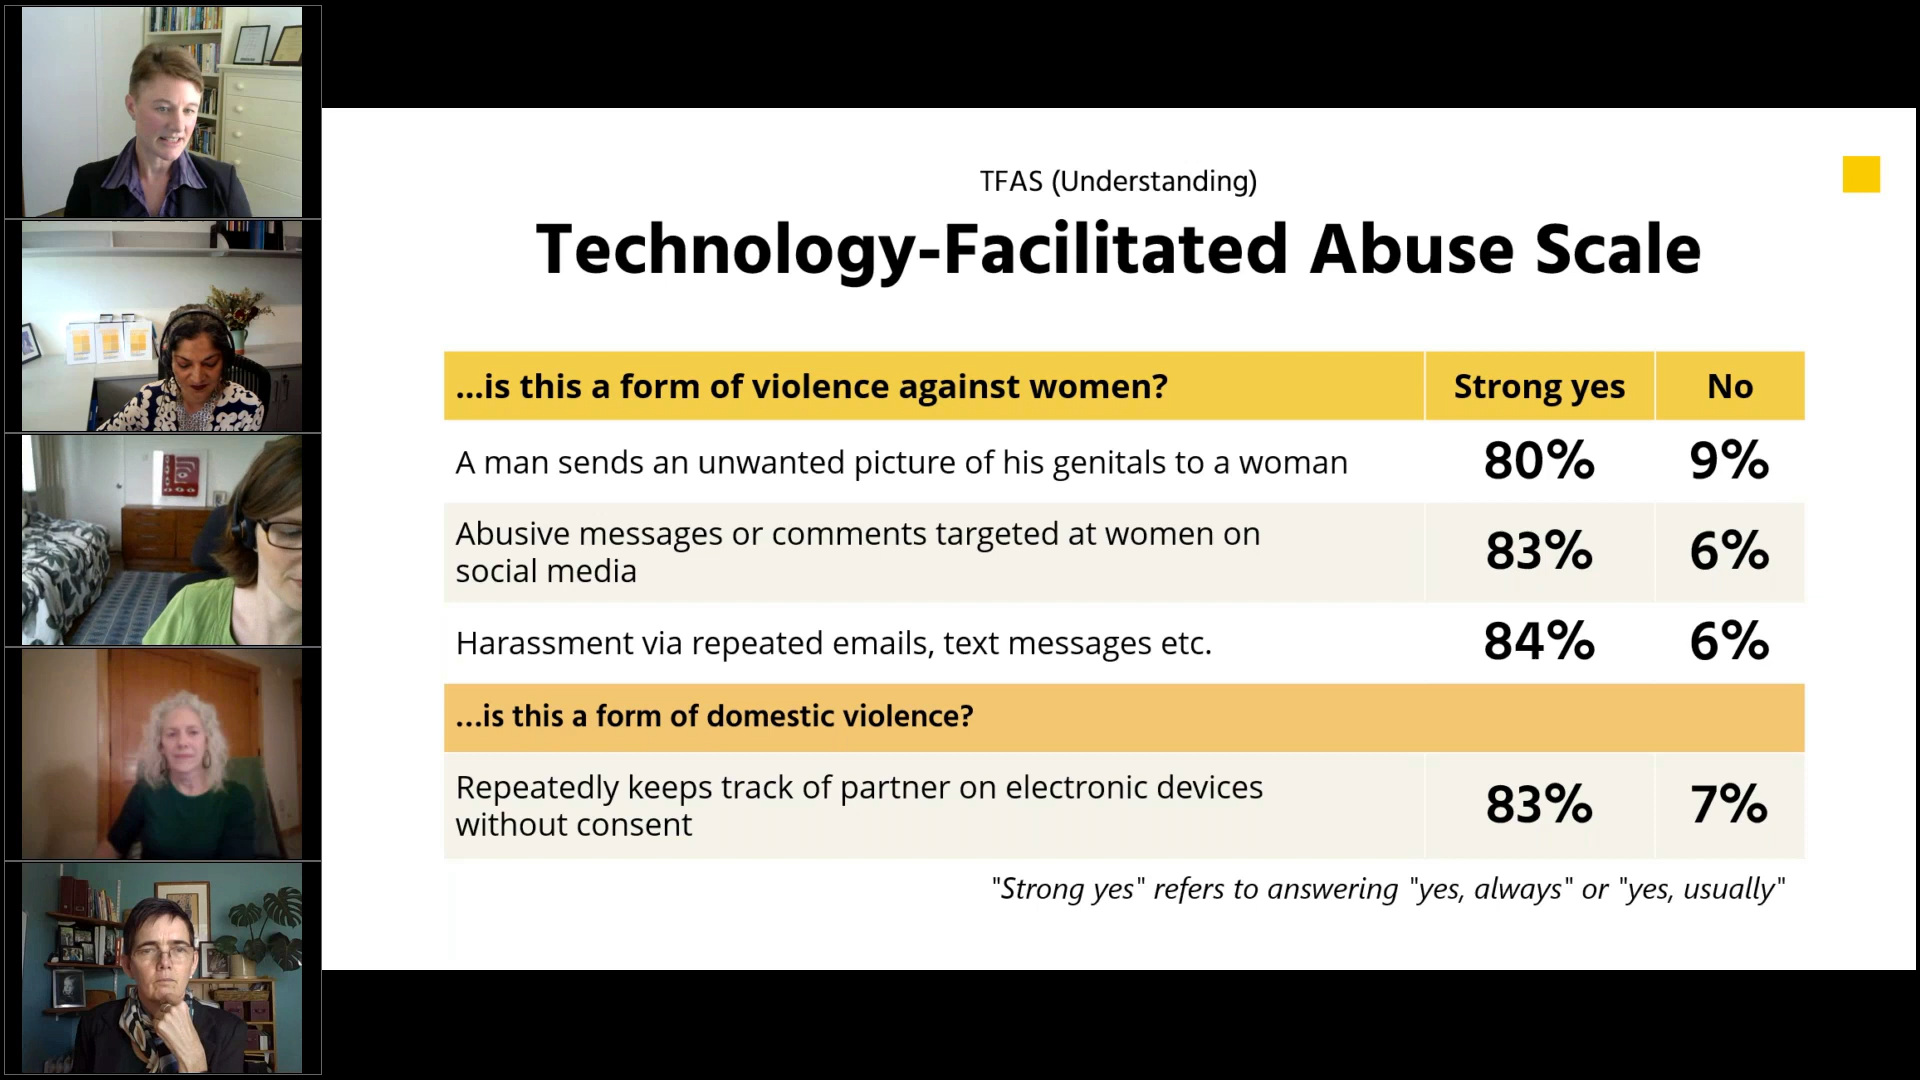 TFAS (Understanding)
Technology-Facilitated Abuse Scale
...is this a form of violence against women? Strong yes No
A man sends an unwanted picture of his genitals to a woman 80% 9%
Abusive messages or comments targeted at women on
social media 83% 6%
Harassment via repeated emails, text messages etc. 84% 6%
...is this a form of domestic violence?
Repeatedly keeps track of partner on electronic devices
without consent 83% 7%
"Strong yes" refers to answering "yes, always" or "yes, usually"